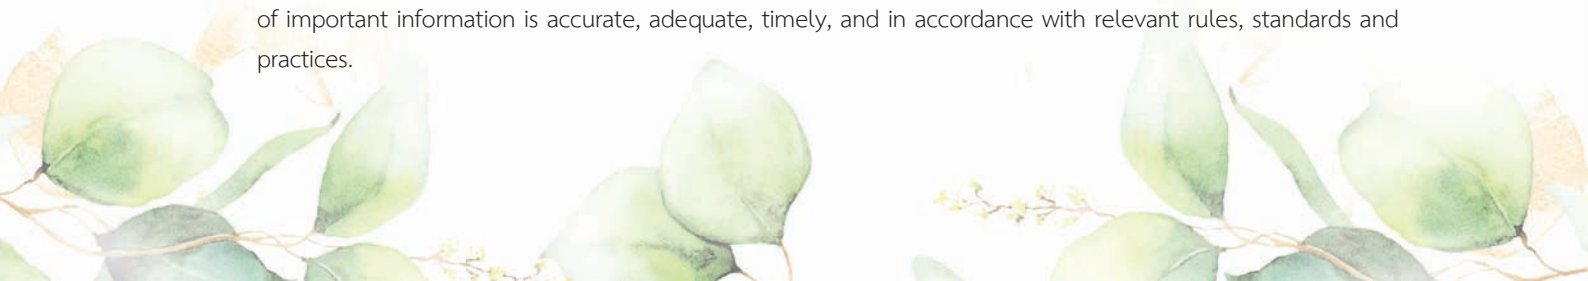 of important information is accurate, adequate, timely, and in accordance with relevant rules, standards and
practices.